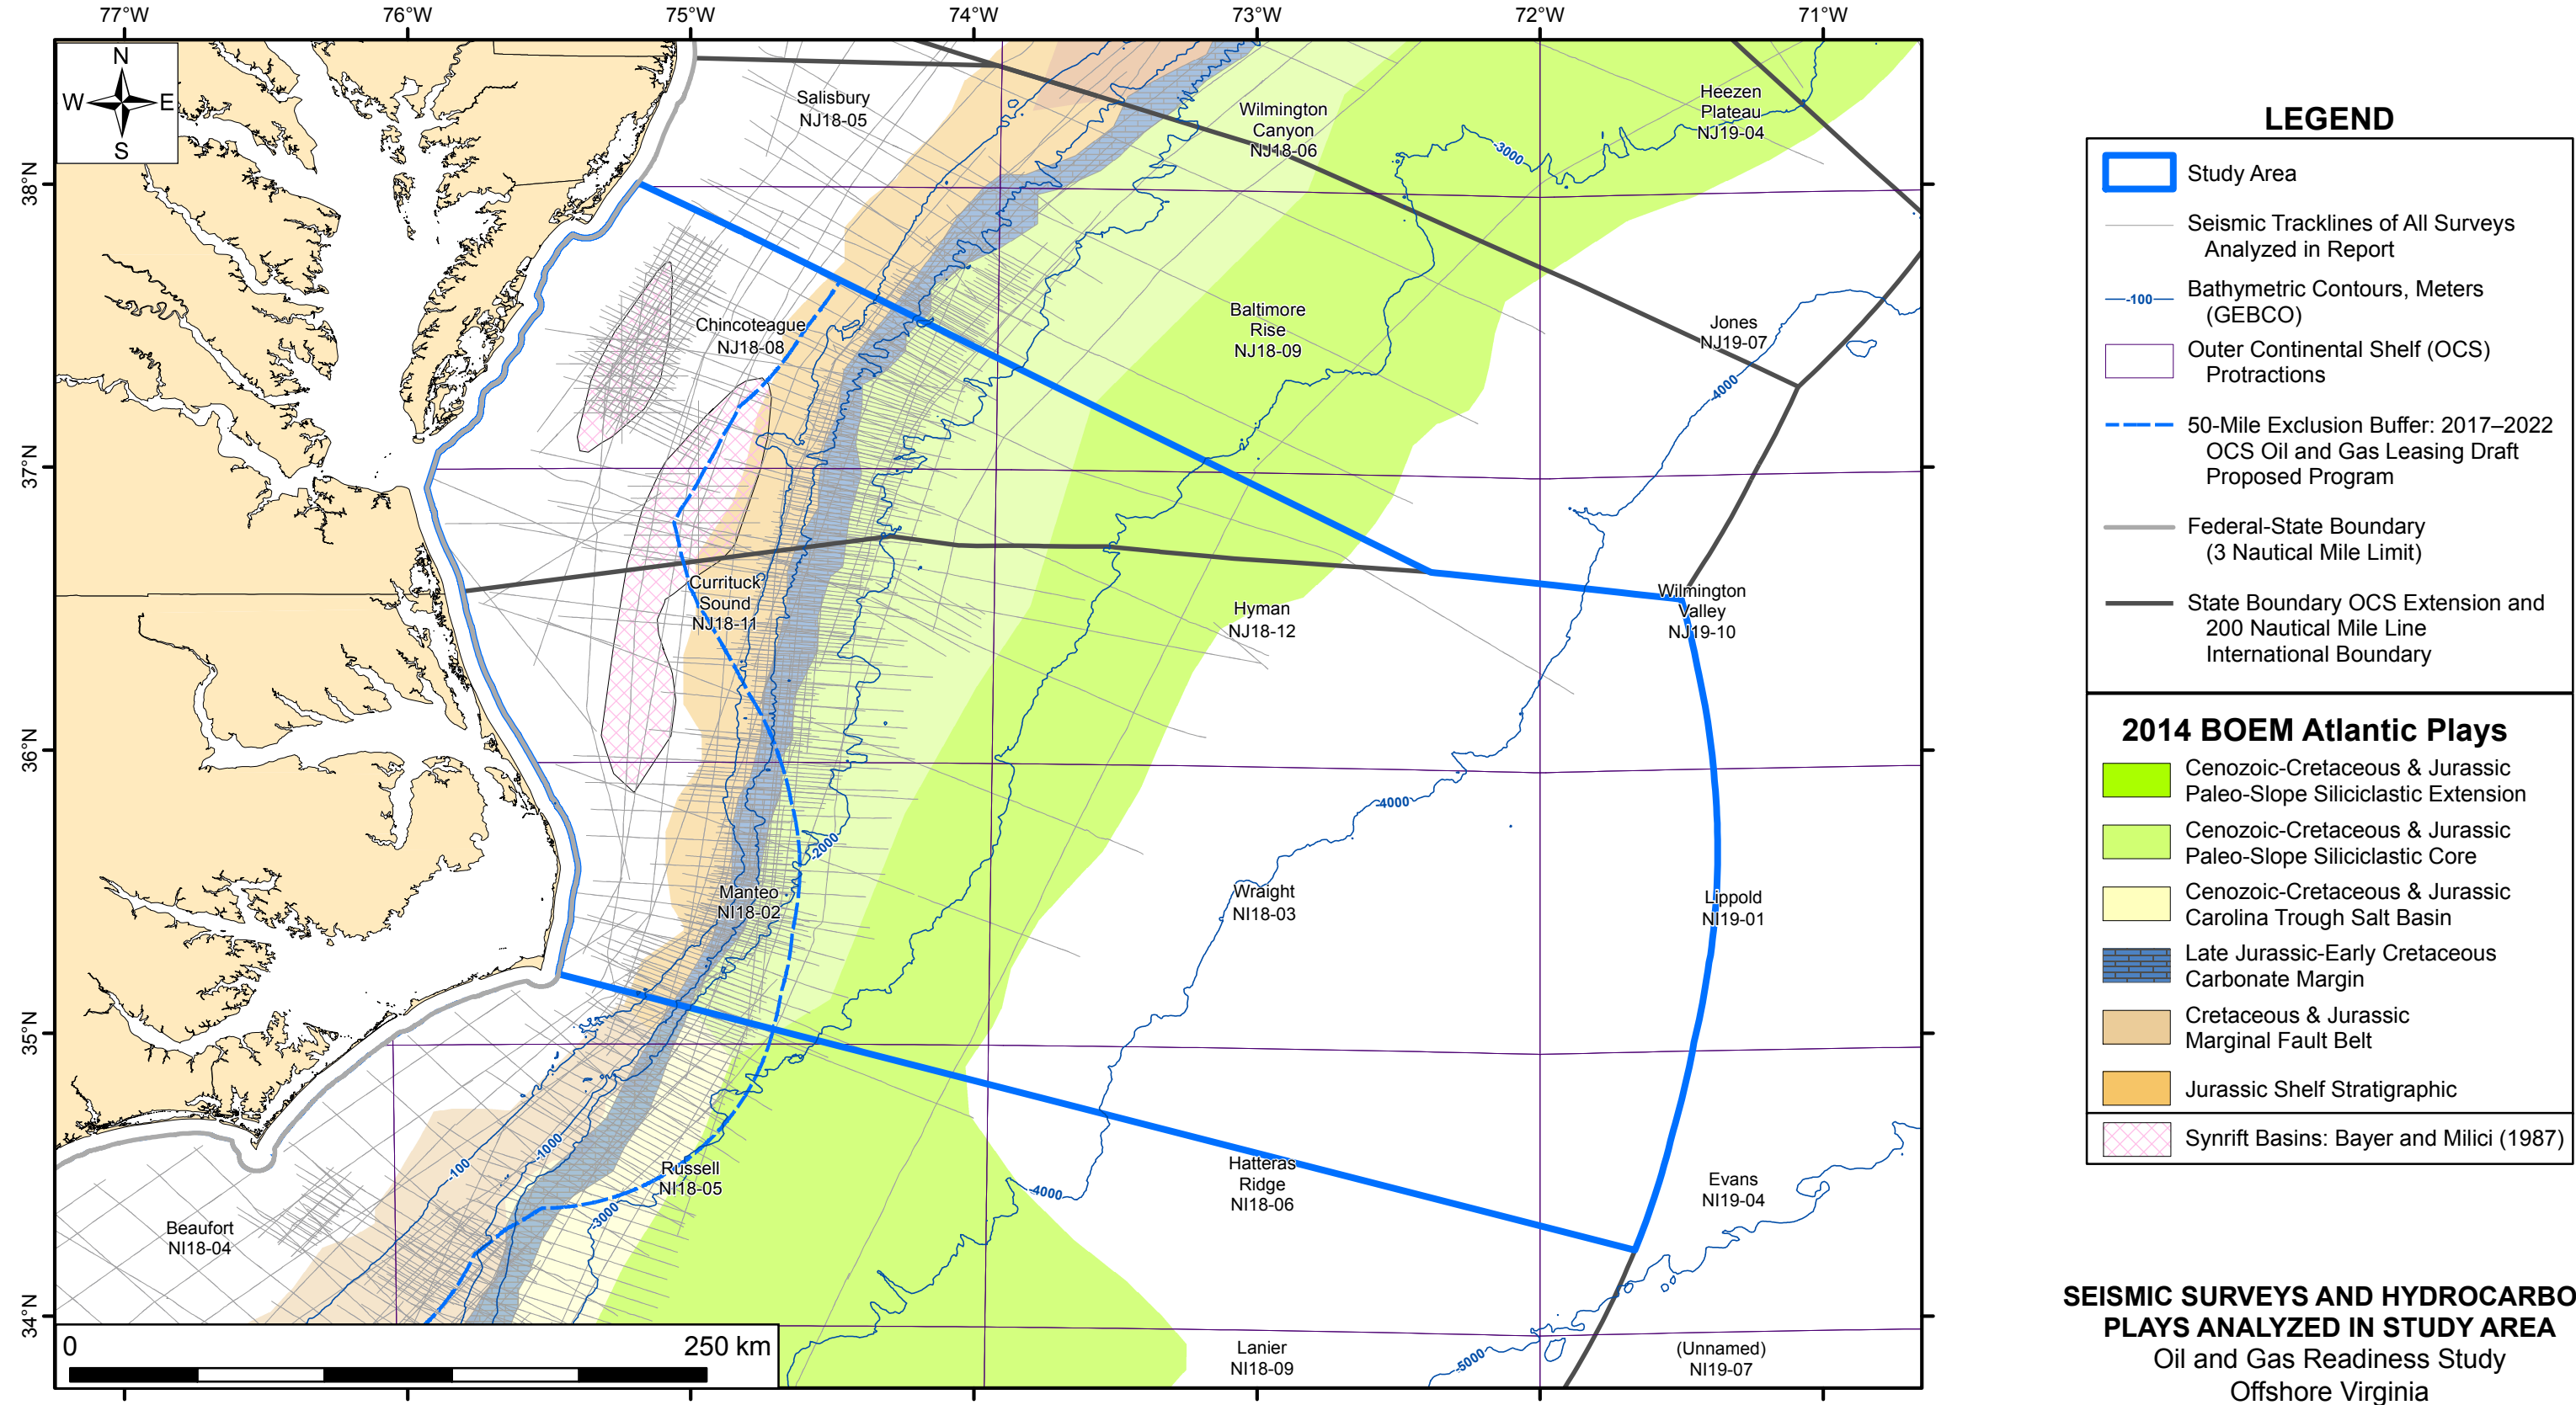 77°W
76°W
75°W
74°W
73°W
72°W
71°W
N
W E
S
38°N
37°N
36°N
35°N
34°N
Salisbury
NJ18-05
Wilmington
Canyon
NJ18-06
Heezen
Plateau
NJ19-04
-3000
Chincoteague
NJ18-08
Baltimore
Rise
NJ18-09
Jones
NJ19-07
-4000
Currituck
Sound
NJ18-11
Hyman
NJ18-12
Wilmington
Valley
NJ19-10
-4000
-2000
Manteo
NI18-02
Wraight
NI18-03
Lippold
NI19-01
-100
-1000
Russell
NI18-05
-3000
-4000
Hatteras
Ridge
NI18-06
Evans
NI19-04
Beaufort
NI18-04
Lanier
NI18-09
-5000
(Unnamed)
NI19-07
0 250 km
LEGEND
Study Area
Seismic Tracklines of All Surveys
Analyzed in Report
-100
Bathymetric Contours, Meters
(GEBCO)
Outer Continental Shelf (OCS)
Protractions
50-Mile Exclusion Buffer: 2017–2022
OCS Oil and Gas Leasing Draft
Proposed Program
Federal-State Boundary
(3 Nautical Mile Limit)
State Boundary OCS Extension and
200 Nautical Mile Line
International Boundary
2014 BOEM Atlantic Plays
Cenozoic-Cretaceous & Jurassic
Paleo-Slope Siliciclastic Extension
Cenozoic-Cretaceous & Jurassic
Paleo-Slope Siliciclastic Core
Cenozoic-Cretaceous & Jurassic
Carolina Trough Salt Basin
Late Jurassic-Early Cretaceous
Carbonate Margin
Cretaceous & Jurassic
Marginal Fault Belt
Jurassic Shelf Stratigraphic
Synrift Basins: Bayer and Milici (1987)
SEISMIC SURVEYS AND HYDROCARBO
PLAYS ANALYZED IN STUDY AREA
Oil and Gas Readiness Study
Offshore Virginia